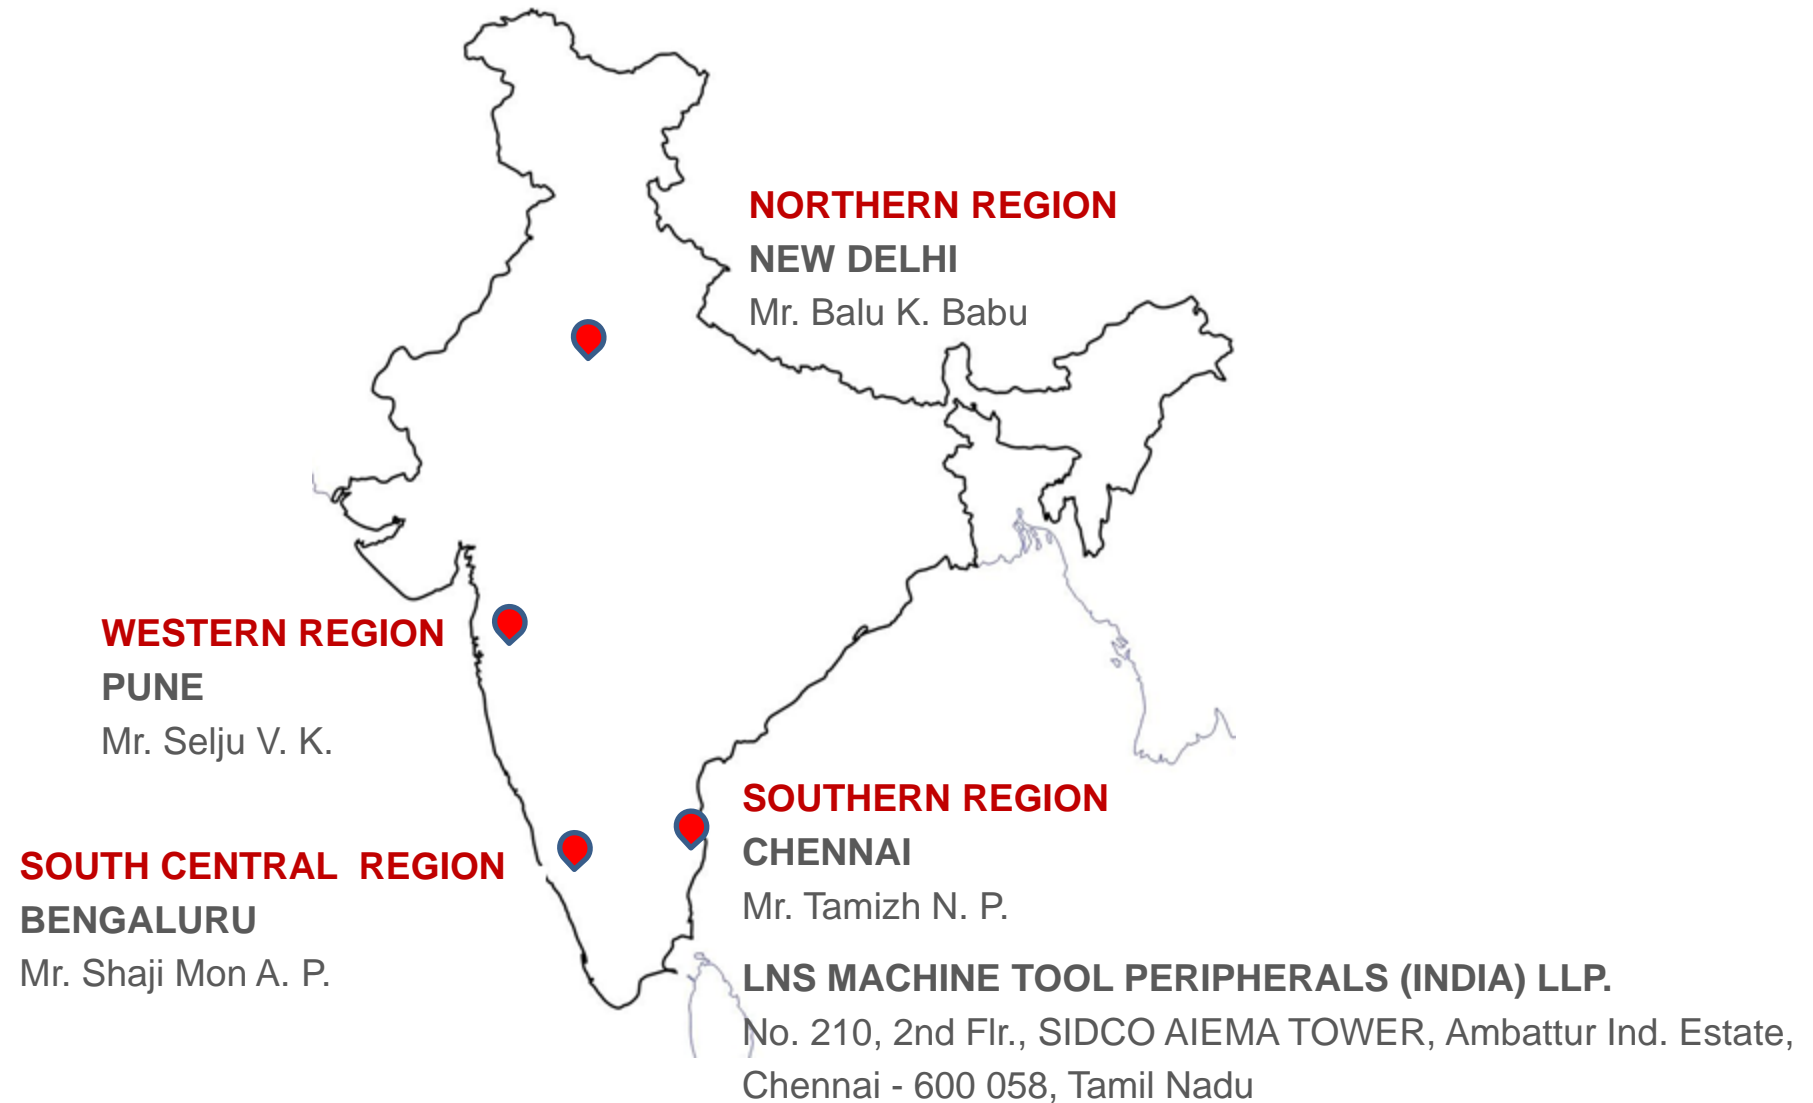 NORTHERN REGION
NEW DELHI
Mr. Balu K. Babu
WESTERN REGION
PUNE
Mr. Selju V. K.
SOUTHERN REGION
CHENNAI
Mr. Tamizh N. P.
SOUTH CENTRAL  REGION
BENGALURU
Mr. Shaji Mon A. P.
LNS MACHINE TOOL PERIPHERALS (INDIA) LLP.
No. 210, 2nd Flr., SIDCO AIEMA TOWER, Ambattur Ind. Estate,
Chennai - 600 058, Tamil Nadu